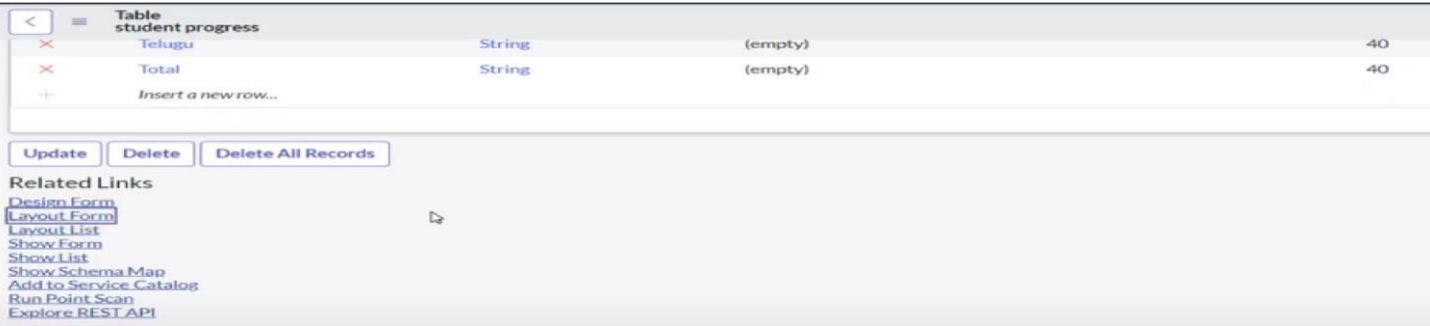 Table
student progress
Telugu String (empty) 40
Total String (empty) 40
Insert a new row...
Update Delete Delete All Records
Related Links
Design Form
Layout Form
Layout List
Show Form
Show List
Show Schema Map
Add to Service Catalog
Run Point Scan
Explore REST API